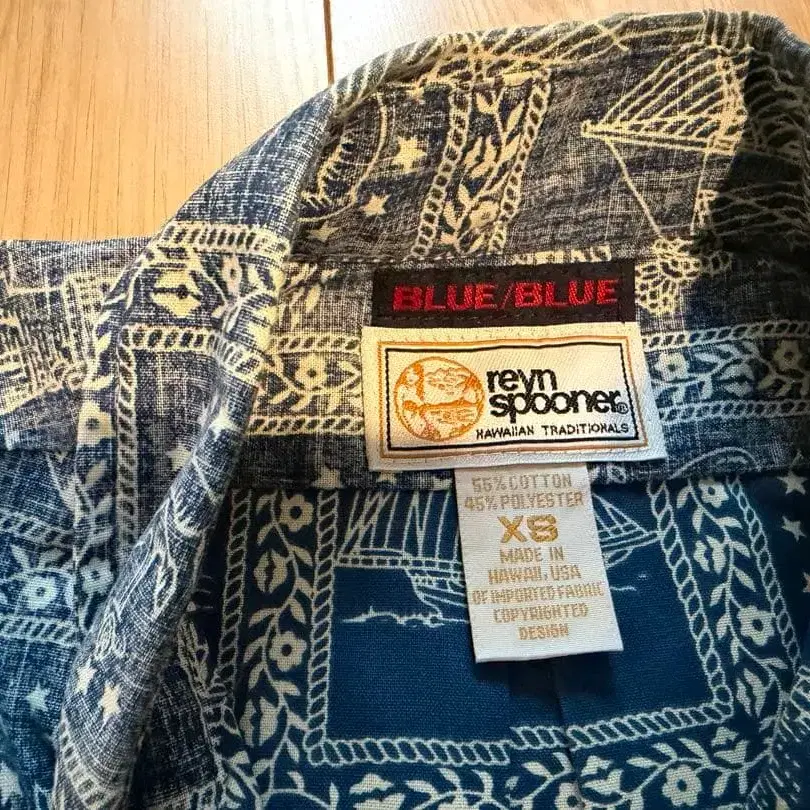 BLUE/BLUE
reyn
spooner®
HAWAIIAN TRADITIONALS
55% COTTON
45% POLYESTER
XS
MADE IN
HAWAII, USA
OF IMPORTED FABRIC
COPYRIGHTED
DESIGN